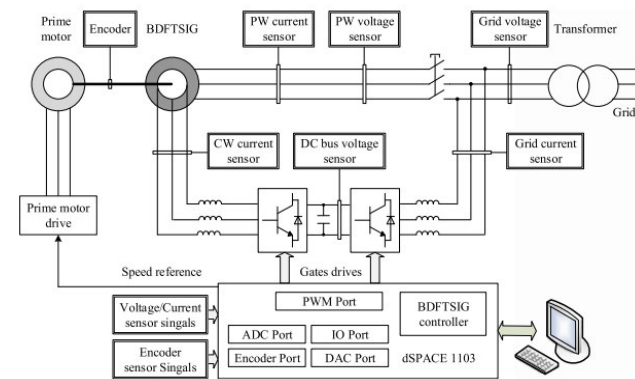 Prime
motor
Encoder
BDFTSIG
PW current
sensor
PW voltage
sensor
Grid voltage
sensor
Transformer
Grid
CW current
sensor
DC bus voltage
sensor
Grid current
sensor
Prime motor
drive
Speed reference
Gates drives
Voltage/Current
sensor singals
Encoder
sensor Singals
PWM Port
ADC Port
IO Port
Encoder Port
DAC Port
BDFTSIG
controller
dSPACE 1103